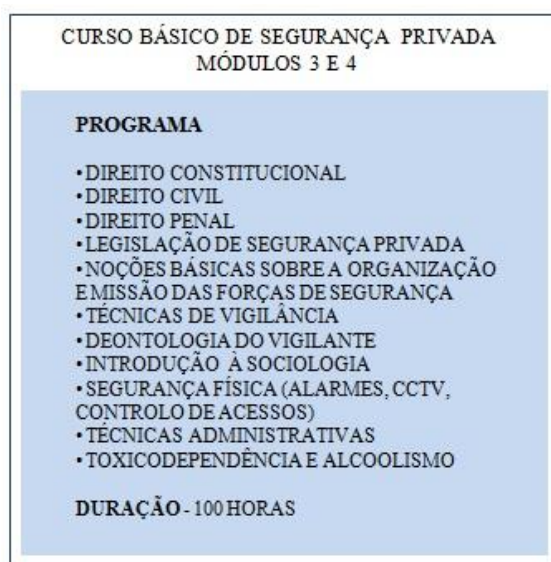 CURSO BÁSICO DE SEGURANÇA PRIVADA
MÓDULOS 3 E 4
PROGRAMA
• DIREITO CONSTITUCIONAL
• DIREITO CIVIL
• DIREITO PENAL
• LEGISLAÇÃO DE SEGURANÇA PRIVADA
• NOÇÕES BÁSICAS SOBRE A ORGANIZAÇÃO
E MISSÃO DAS FORÇAS DE SEGURANÇA
• TÉCNICAS DE VIGILÂNCIA
• DEONTOLOGIA DO VIGILANTE
• INTRODUÇÃO À SOCIOLOGIA
• SEGURANÇA FÍSICA (ALARMES, CCTV,
CONTROLO DE ACESSOS)
• TÉCNICAS ADMINISTRATIVAS
• TOXICODEPENDÊNCIA E ALCOOLISMO
DURAÇÃO - 100 HORAS